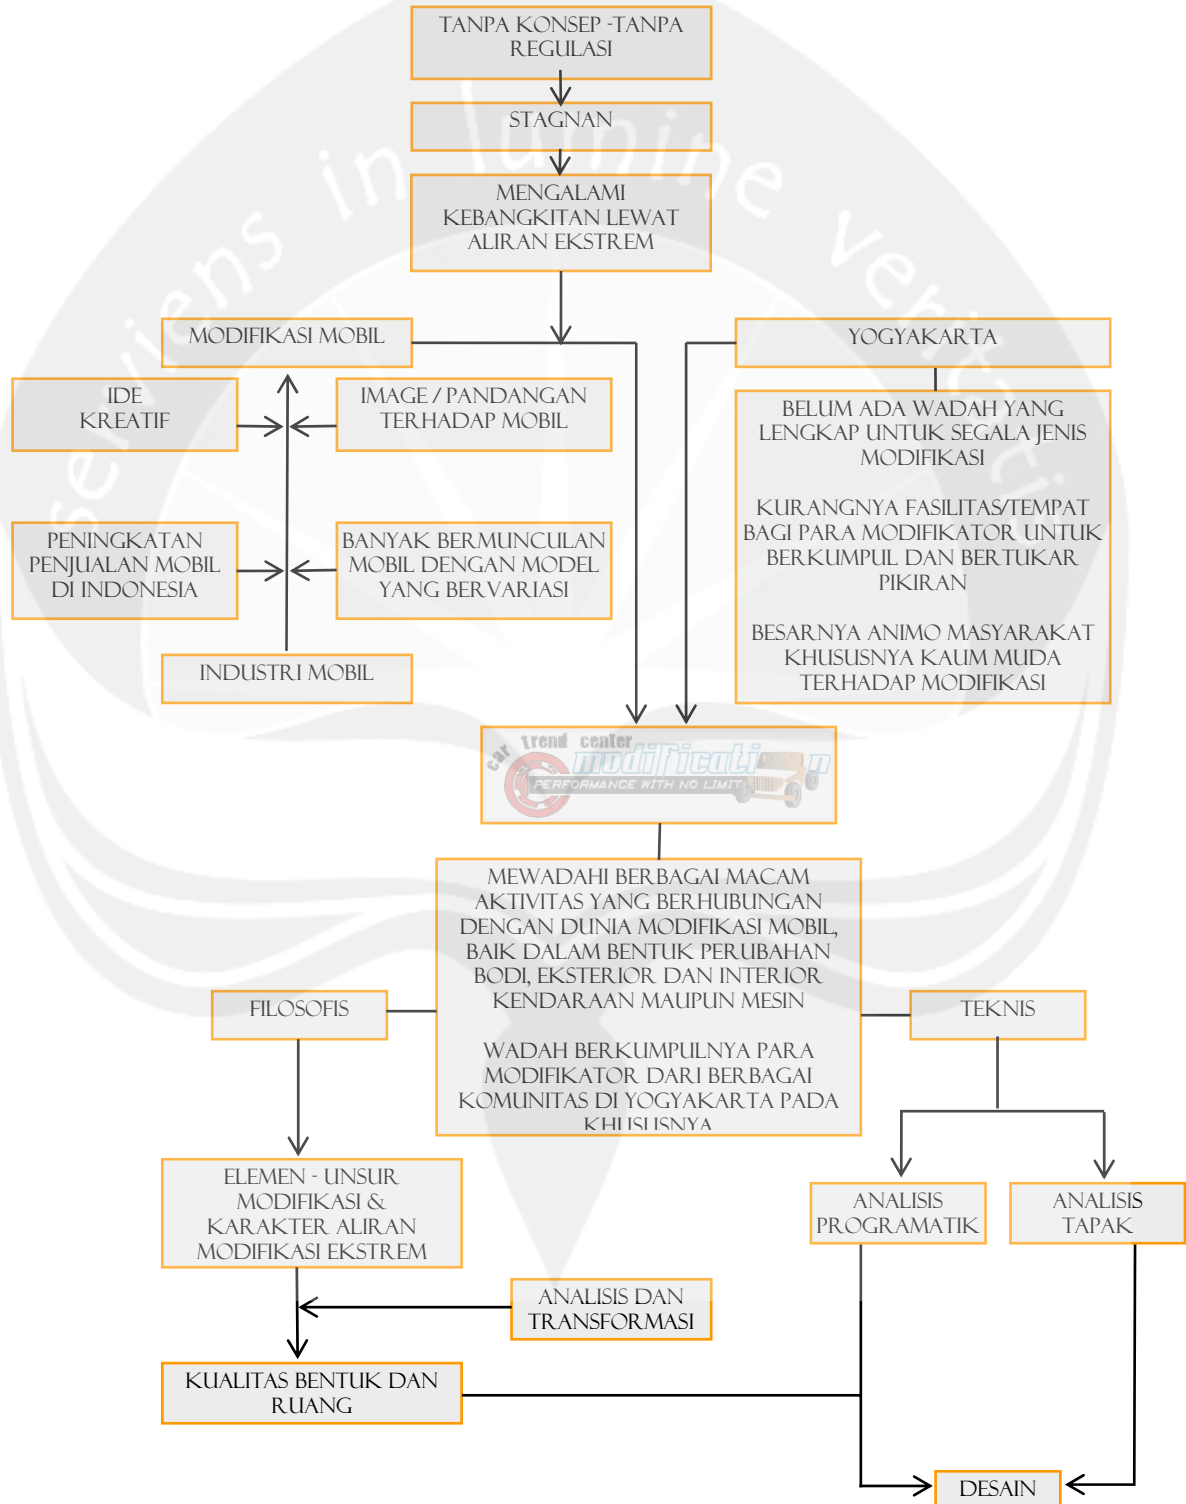 TANPA KONSEP -TANPA
REGULASI
STAGNAN
MENGALAMI
KEBANGKITAN LEWAT
ALIRAN EKSTREM
MODIFIKASI MOBIL
YOGYAKARTA
IDE
KREATIF
IMAGE / PANDANGAN
TERHADAP MOBIL
BELUM ADA WADAH YANG
LENGKAP UNTUK SEGALA JENIS
MODIFIKASI
KURANGNYA FASILITAS/TEMPAT
BAGI PARA MODIFIKATOR UNTUK
BERKUMPUL DAN BERTUKAR
PIKIRAN
BESARNYA ANIMO MASYARAKAT
KHUSUSNYA KAUM MUDA
TERHADAP MODIFIKASI
PENINGKATAN
PENJUALAN MOBIL
DI INDONESIA
BANYAK BERMUNCULAN
MOBIL DENGAN MODEL
YANG BERVARIASI
INDUSTRI MOBIL
car trend center
modification
PERFORMANCE WITH NO LIMIT
MEWADAHI BERBAGAI MACAM
AKTIVITAS YANG BERHUBUNGAN
DENGAN DUNIA MODIFIKASI MOBIL,
BAIK DALAM BENTUK PERUBAHAN
BODI, EKSTERIOR DAN INTERIOR
KENDARAAN MAUPUN MESIN
WADAH BERKUMPULNYA PARA
MODIFIKATOR DARI BERBAGAI
KOMUNITAS DI YOGYAKARTA PADA
KHUSUSNYA
FILOSOFIS
TEKNIS
ELEMEN - UNSUR
MODIFIKASI &
KARAKTER ALIRAN
MODIFIKASI EKSTREM
ANALISIS
PROGRAMATIK
ANALISIS
TAPAK
ANALISIS DAN
TRANSFORMASI
KUALITAS BENTUK DAN
RUANG
DESAIN
serviens in lumine veritatis